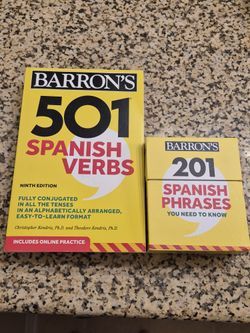 BARRON'S
501
SPANISH
VERBS
NINTH EDITION
FULLY CONJUGATED
IN ALL THE TENSES
IN AN ALPHABETICALLY ARRANGED,
EASY-TO-LEARN FORMAT
Christopher Kendris, Ph.D. and Theodore Kendris, Ph.D.
INCLUDES ONLINE PRACTICE
BARRON'S
201
SPANISH
PHRASES
YOU NEED TO KNOW